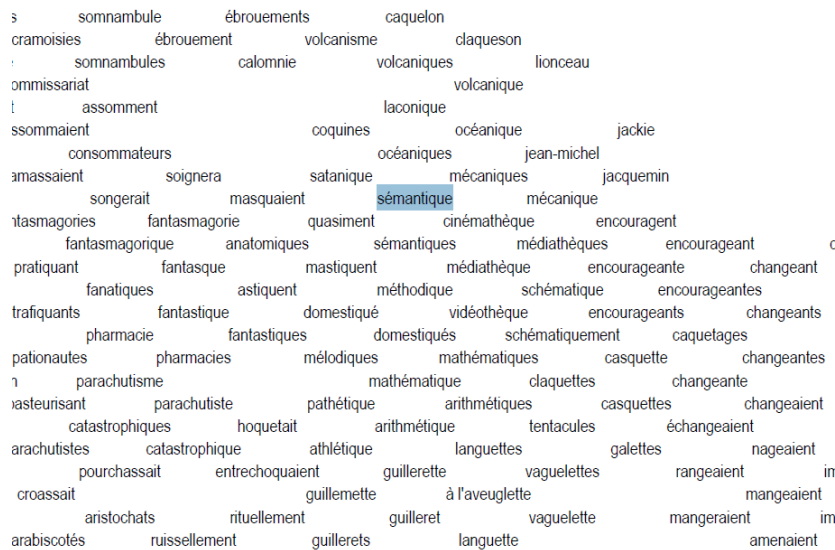 somnambule ébrouements caquelon
cramoisies ébrouement volcanisme claqueson
somnambules calomnie volcaniques lionceau
volcanique
assomment laconique
coquines océanique jackie
consommateurs océaniques jean-michel
soignera satanique mécaniques jacquemin
songerait masquaient sémantique mécanique
fantasmagorie quasiment cinémathèque encouragent
fantasmagorique anatomiques sémantiques médiathèques encourageant
pratiquant fantasque mastiquent médiathèque encourageante changeant
fanatiques astiquent méthodique schématique encourageantes
trafiquants fantastique domestiqué vidéothèque encourageants changeants
pharmacie fantastiques domestiqués schématiquement caquetages
pationautes pharmacies mélodiques mathématiques casquette changeantes
parachutisme mathématique claquettes changeante
parachutiste pathétique arithmétiques casquettes changeaient
catastrophiques hoquetait arithmétique tentacules échangeaient
arachutistes catastrophique athlétique languettes galettes nageaient
pourchassait entrechoquaient guillerette vaguelettes rangeaient im
croassait guillemette à l'aveuglette mangeaient
aristochats rituellement guilleret vaguelette mangeraient im
arabiscotés ruissellement guillerets languette amenaient